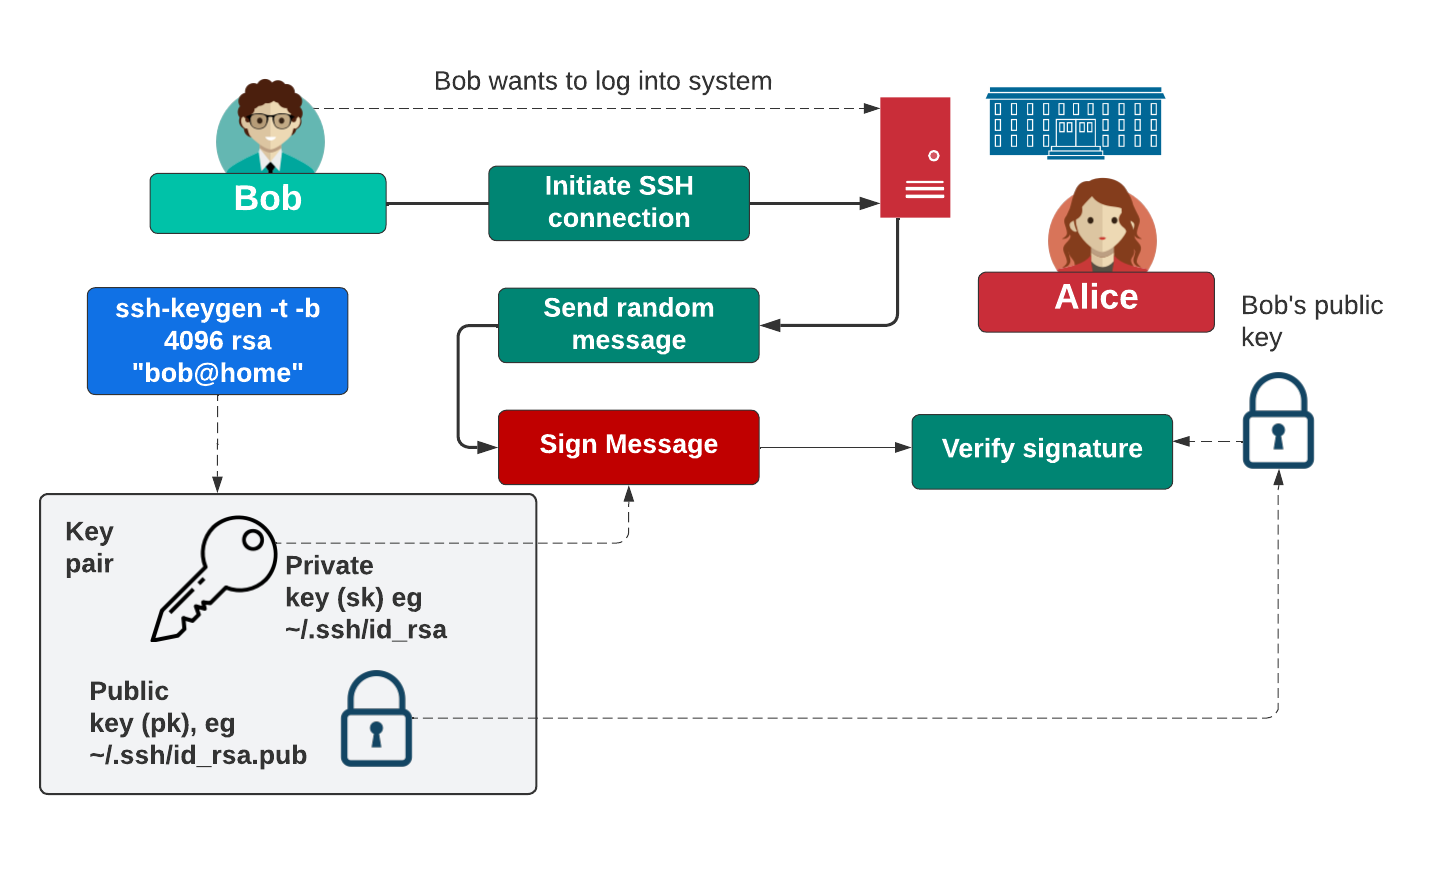 Bob wants to log into system
Bob
Initiate SSH
connection
Alice
ssh-keygen -t -b
4096 rsa
"bob@home"
Send random
message
Bob's public
key
Sign Message
Verify signature
Key
pair
Private
key (sk) eg
~/.ssh/id_rsa
Public
key (pk), eg
~/.ssh/id_rsa.pub